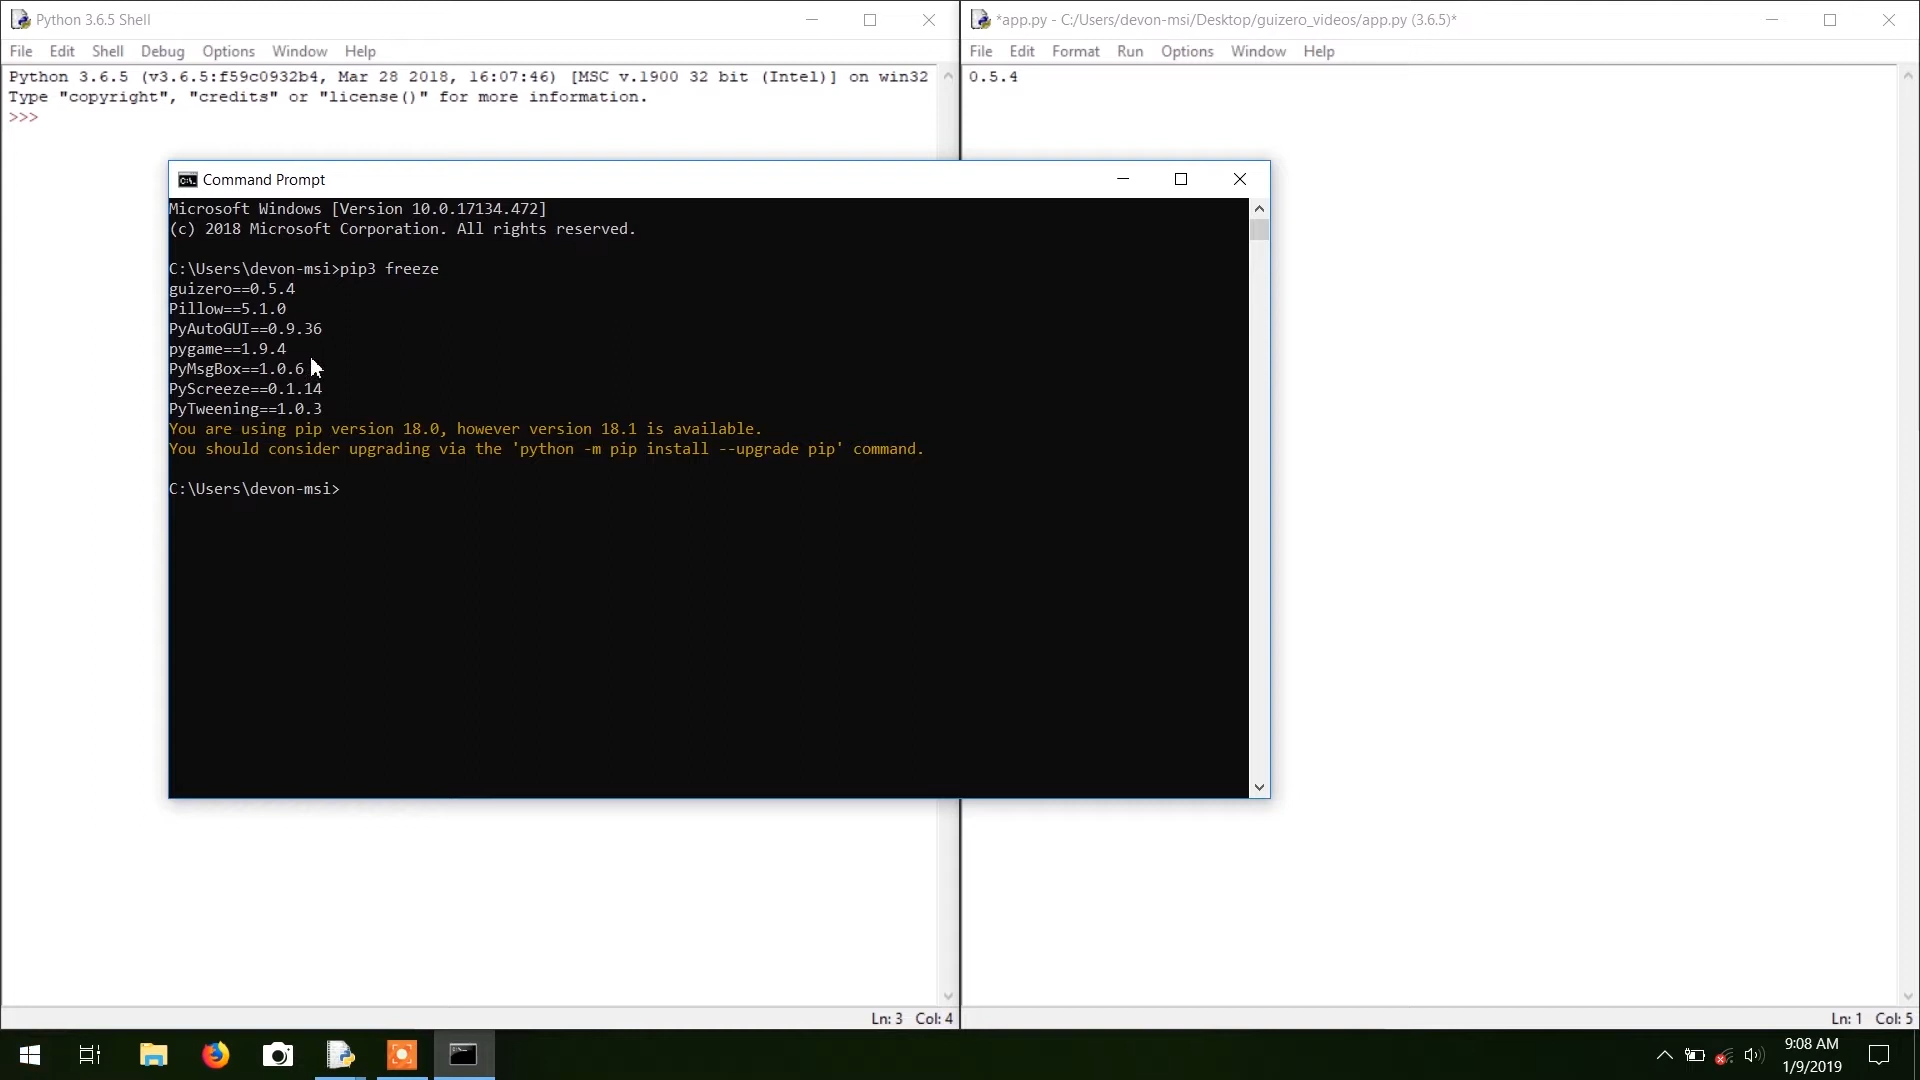 Python 3.6.5 Shell
File Edit Shell Debug Options Window Help
Python 3.6.5 (v3.6.5:f59c0932b4, Mar 28 2018, 16:07:46) [MSC v.1900 32 bit (Intel)] on win32
Type "copyright", "credits" or "license()" for more information.
>>>
*app.py - C:/Users/devon-msi/Desktop/guizero_videos/app.py (3.6.5)*
File Edit Format Run Options Window Help
0.5.4
Command Prompt
Microsoft Windows [Version 10.0.17134.472]
(c) 2018 Microsoft Corporation. All rights reserved.
C:\Users\devon-msi>pip3 freeze
guizero==0.5.4
Pillow==5.1.0
PyAutoGUI==0.9.36
pygame==1.9.4
PyMsgBox==1.0.6
PyScreeze==0.1.14
PyTweening==1.0.3
You are using pip version 18.0, however version 18.1 is available.
You should consider upgrading via the 'python -m pip install --upgrade pip' command.
C:\Users\devon-msi>
Ln: 3 Col: 4
Ln: 1 Col: 5
9:08 AM
1/9/2019